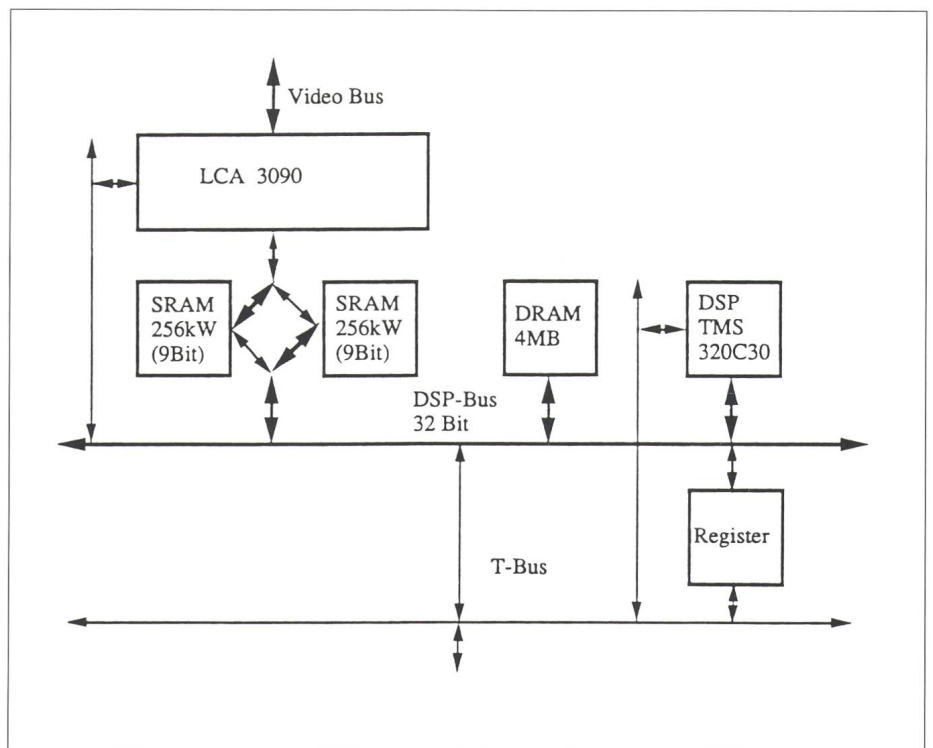 Video Bus
LCA 3090
SRAM
256kW
(9Bit)
SRAM
256kW
(9Bit)
DRAM
4MB
DSP
TMS
320C30
DSP-Bus
32 Bit
Register
T-Bus